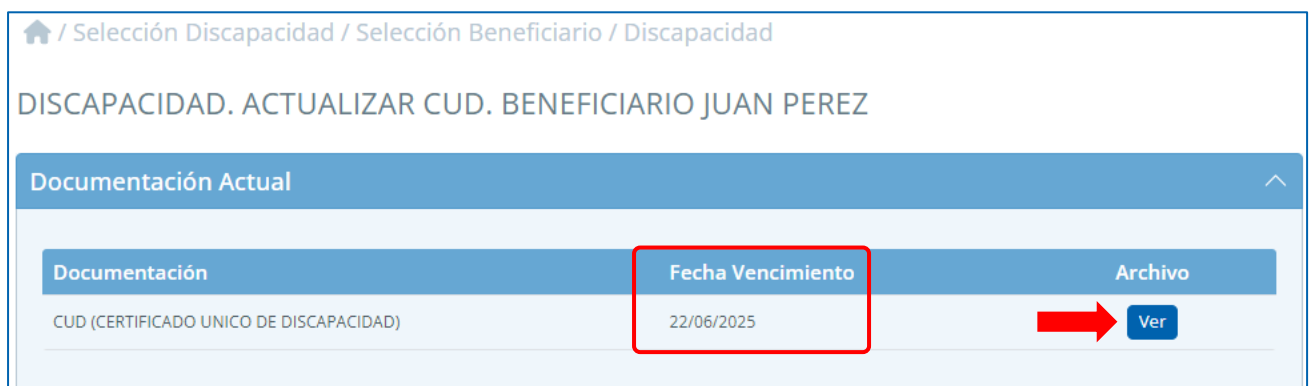 / Selección Discapacidad / Selección Beneficiario / Discapacidad
DISCAPACIDAD. ACTUALIZAR CUD. BENEFICIARIO JUAN PEREZ
Documentación Actual
Documentación Fecha Vencimiento Archivo
CUD (CERTIFICADO UNICO DE DISCAPACIDAD) 22/06/2025 Ver